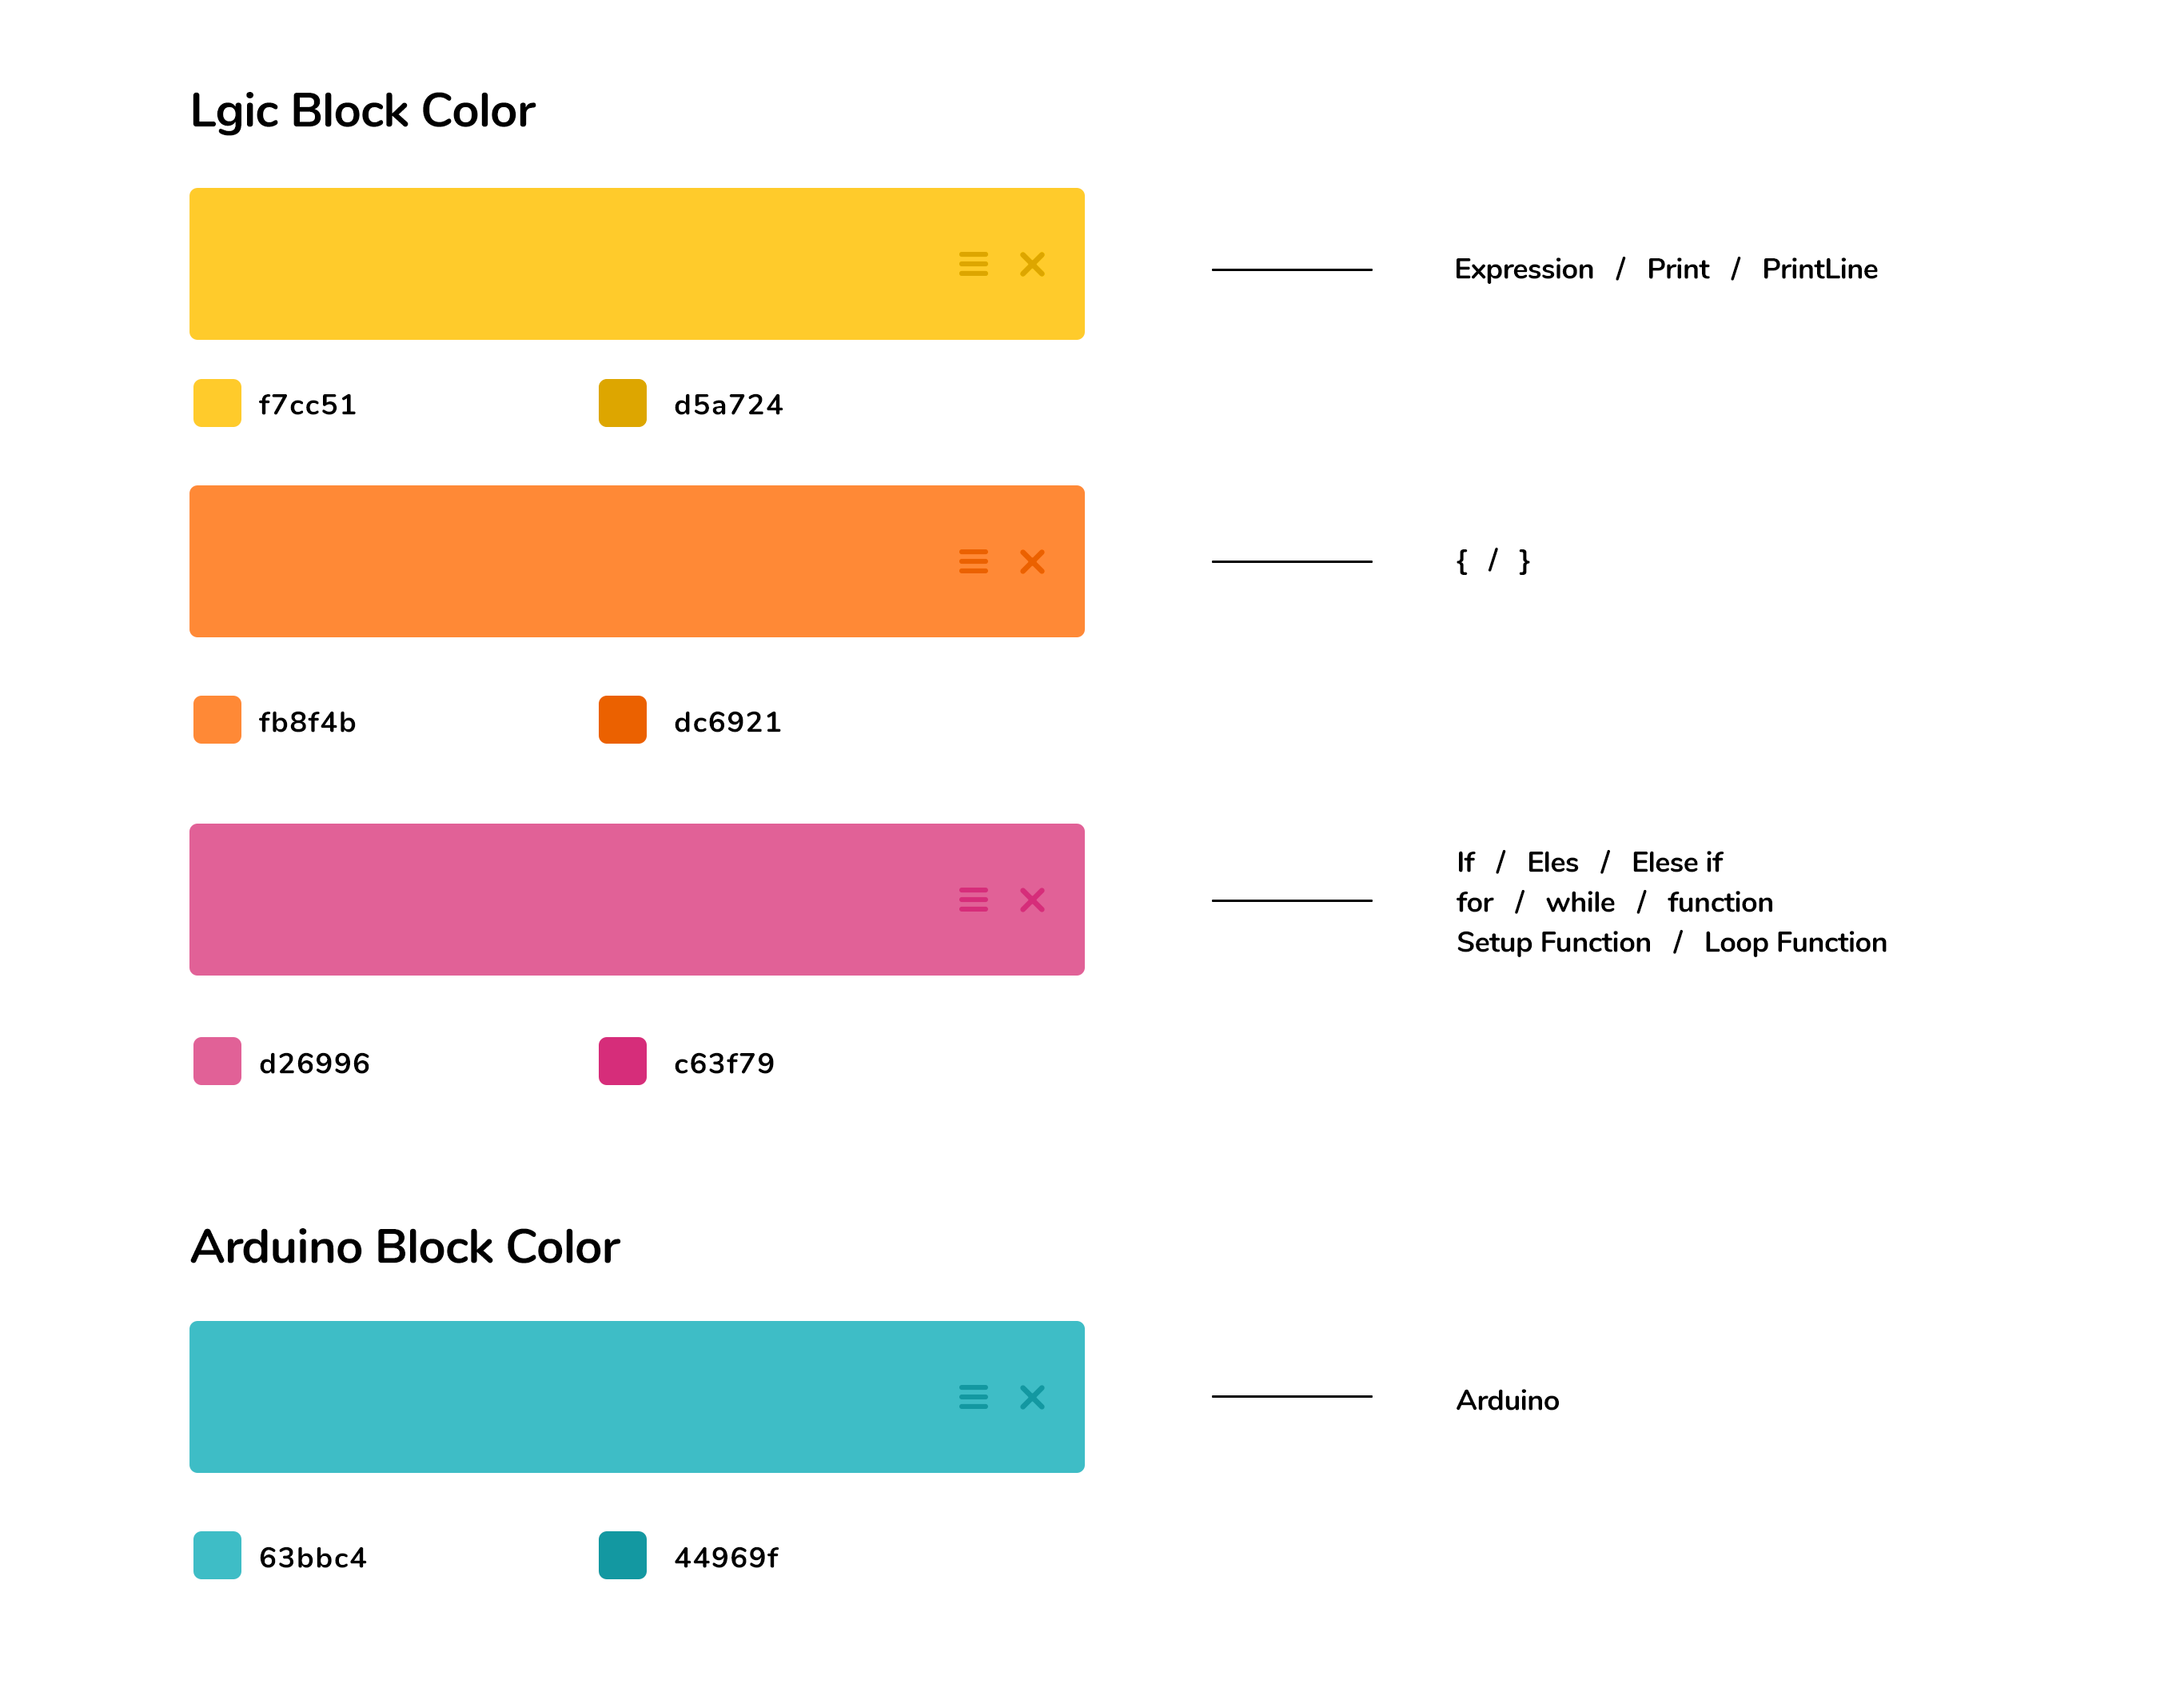 Lgic Block Color
Expression / Print / PrintLine
f7cc51 d5a724
{ / }
fb8f4b dc6921
If / Eles / Elese if
for / while / function
Setup Function / Loop Function
d26996 c63f79
Arduino Block Color
Arduino
63bbc4 44969f